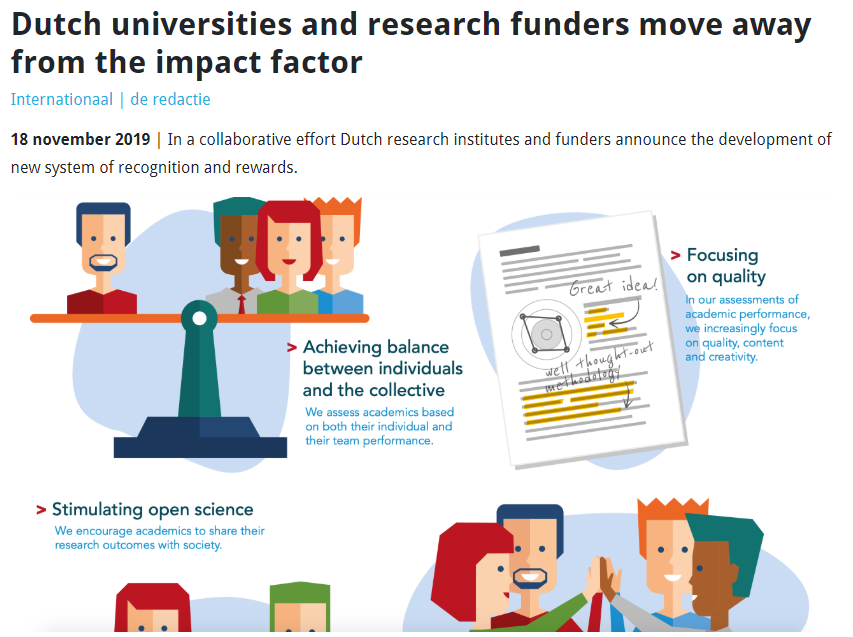 Dutch universities and research funders move away
from the impact factor
Internationaal | de redactie
18 november 2019 | In a collaborative effort Dutch research institutes and funders announce the development of
new system of recognition and rewards.
> Achieving balance
between individuals
and the collective
We assess academics based
on both their individual and
their team performance.
Great idea!
well thought-out
methodology!
> Focusing
on quality
In our assessments of
academic performance,
we increasingly focus
on quality, content
and creativity.
> Stimulating open science
We encourage academics to share their
research outcomes with society.